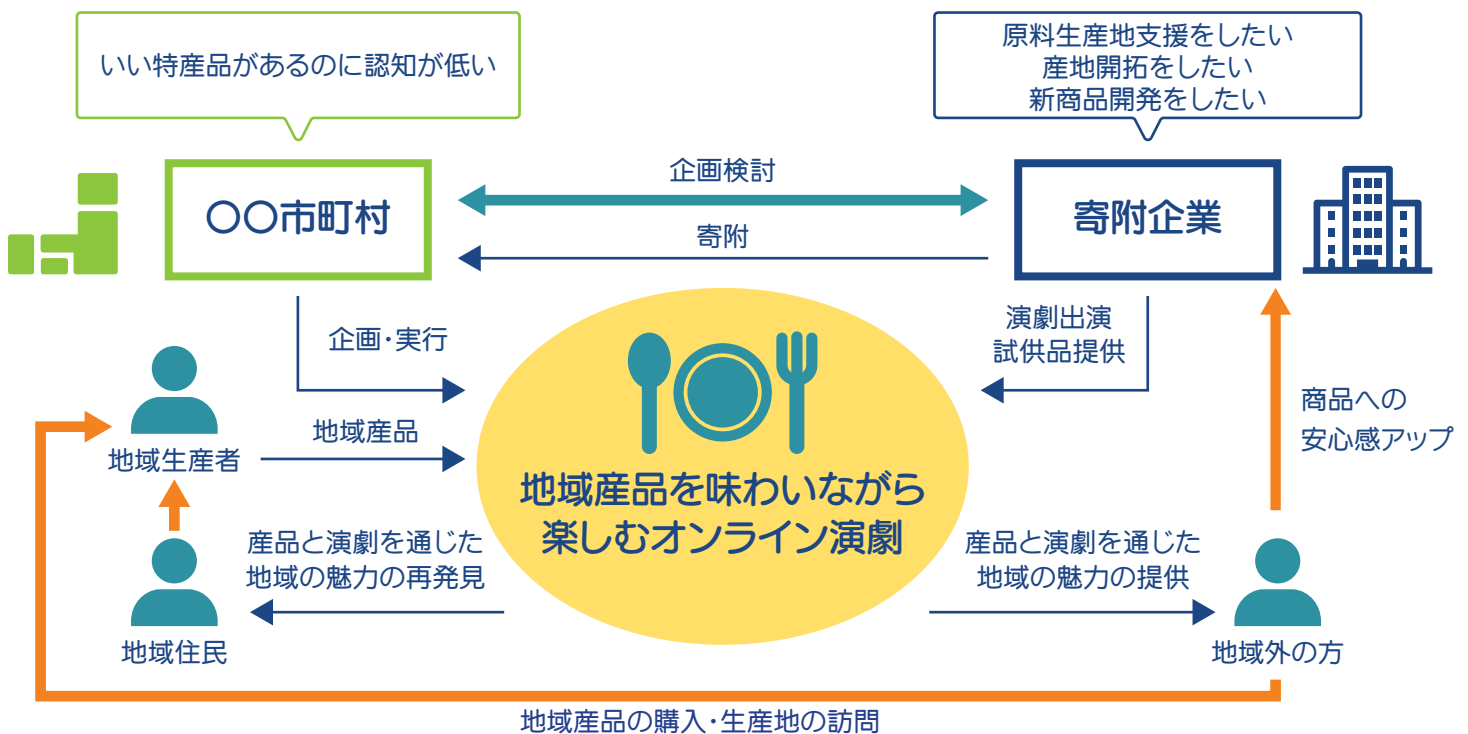 いい特産品があるのに認知が低い
原料生産地支援をしたい
産地開拓をしたい
新商品開発をしたい
〇〇市町村
企画検討
寄附
寄附企業
企画・実行
演劇出演
試供品提供
地域生産者
地域産品
商品への
安心感アップ
地域産品を味わいながら
楽しむオンライン演劇
産品と演劇を通じた
地域の魅力の再発見
産品と演劇を通じた
地域の魅力の提供
地域住民
地域外の方
地域産品の購入・生産地の訪問